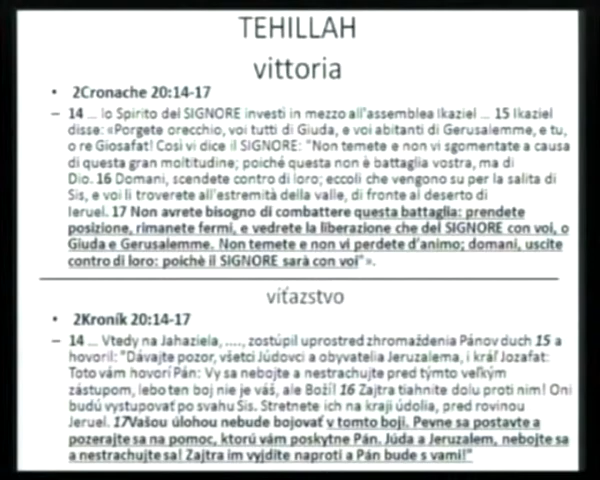 TEHILLAH
vittoria
• 2Cronache 20:14-17
– 14 ... lo Spirito del SIGNORE investì in mezzo all'assemblea Ikaziel ... 15 Ikaziel
disse: «Porgete orecchio, voi tutti di Giuda, e voi abitanti di Gerusalemme, e tu,
o re Giosafat! Così vi dice il SIGNORE: "Non temete e non vi sgomentate a causa
di questa gran moltitudine; poiché questa non è battaglia vostra, ma di
Dio. 16 Domani, scendete contro di loro; eccoli che vengono su per la salita di
Sis, e voi li troverete all'estremità della valle, di fronte al deserto di
Ieruel. 17 Non avrete bisogno di combattere questa battaglia: prendete
posizione, rimanete fermi, e vedrete la liberazione che del SIGNORE con voi, o
Giuda e Gerusalemme. Non temete e non vi perdete d'animo; domani, uscite
contro di loro: poichè il SIGNORE sarà con voi"».
víťazstvo
• 2Kroník 20:14-17
– 14 ... Vtedy na Jahaziela, ...., zostúpil uprostred zhromaždenia Pánov duch 15 a
hovoril: "Dávajte pozor, všetci Júdovci a obyvatelia Jeruzalema, i kráľ Jozafat:
Toto vám hovorí Pán: Vy sa nebojte a nestrachujte pred týmto veľkým
zástupom, lebo ten boj nie je váš, ale Boží! 16 Zajtra tiahnite dolu proti nim! Oni
budú vystupovať po svahu Sis. Stretnete ich na kraji údolia, pred rovinou
Jeruel. 17Vašou úlohou nebude bojovať v tomto boji. Pevne sa postavte a
pozerajte sa na pomoc, ktorú vám poskytne Pán. Júda a Jeruzalem, nebojte sa
a nestrachujte sa! Zajtra im vyjdite naproti a Pán bude s vami!"